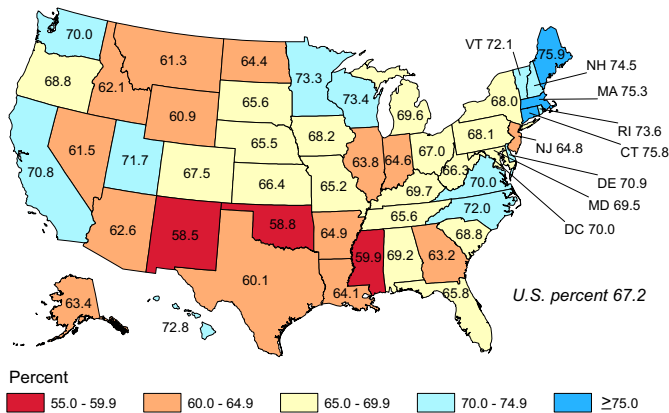 70.0
VT 72.1
75.9
NH 74.5
61.3
64.4
73.3
MA 75.3
68.8
62.1
73.4
68.0
65.6
69.6
RI 73.6
60.9
68.1
CT 75.8
NJ 64.8
65.5
68.2
67.0
61.5
71.7
63.8
64.6
66.3
DE 70.9
70.8
67.5
66.4
65.2
70.0
MD 69.5
69.7
DC 70.0
72.0
65.6
62.6
58.5
58.8
64.9
68.8
59.9
69.2
63.2
60.1
64.1
65.8
U.S. percent 67.2
63.4
72.8
Percent
55.0 - 59.9
60.0 - 64.9
65.0 - 69.9
70.0 - 74.9
≥75.0